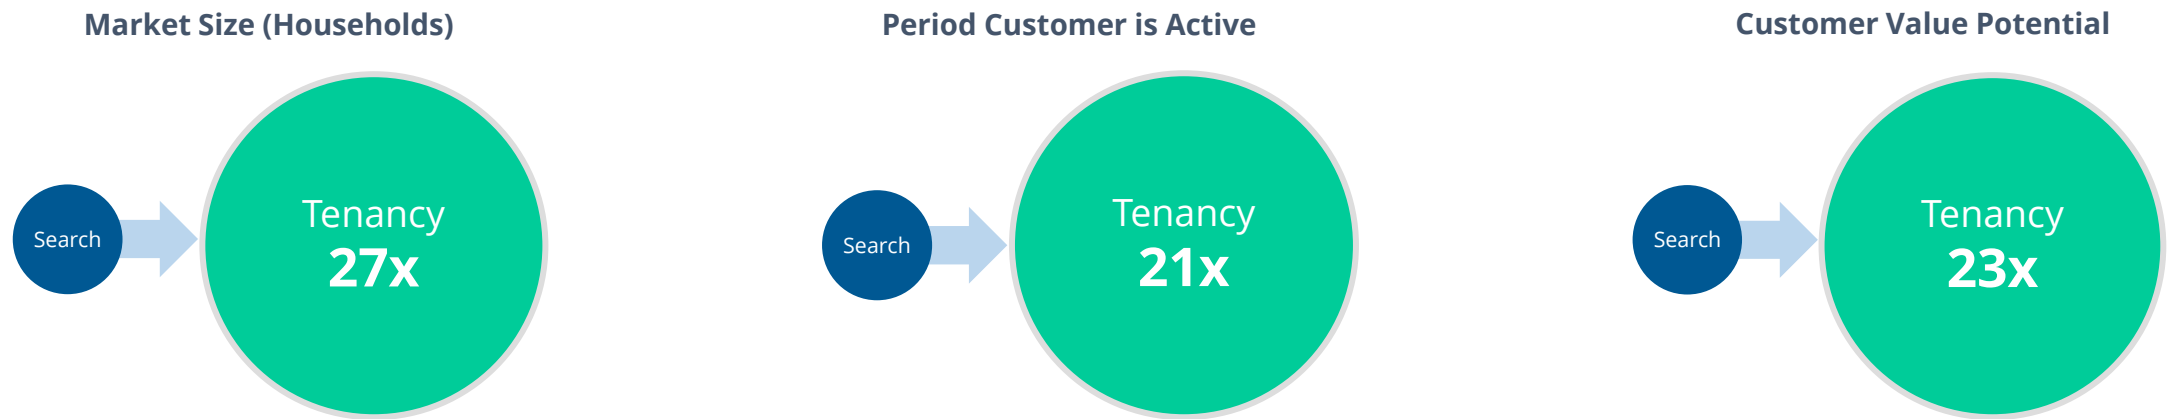 Market Size (Households)
Search
Tenancy
27x
Period Customer is Active
Search
Tenancy
21x
Customer Value Potential
Search
Tenancy
23x